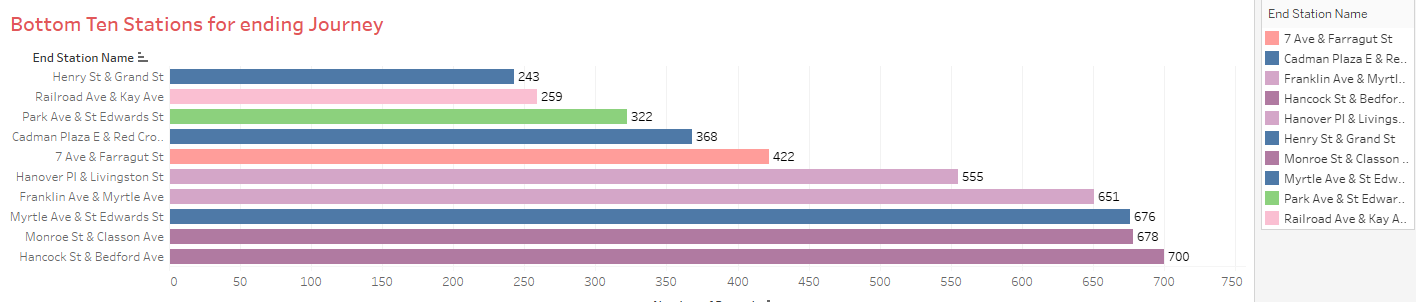 Bottom Ten Stations for ending Journey
End Station Name
Henry St & Grand St 243
Railroad Ave & Kay Ave 259
Park Ave & St Edwards St 322
Cadman Plaza E & Red Cro.. 368
7 Ave & Farragut St 422
Hanover Pl & Livingston St 555
Franklin Ave & Myrtle Ave 651
Myrtle Ave & St Edwards St 676
Monroe St & Classon Ave 678
Hancock St & Bedford Ave 700
0 50 100 150 200 250 300 350 400 450 500 550 600 650 700 750
End Station Name
7 Ave & Farragut St
Cadman Plaza E & Re..
Franklin Ave & Myrtl..
Hancock St & Bedfor..
Hanover Pl & Livings..
Henry St & Grand St
Monroe St & Classon ..
Myrtle Ave & St Edw..
Park Ave & St Edwar..
Railroad Ave & Kay A..